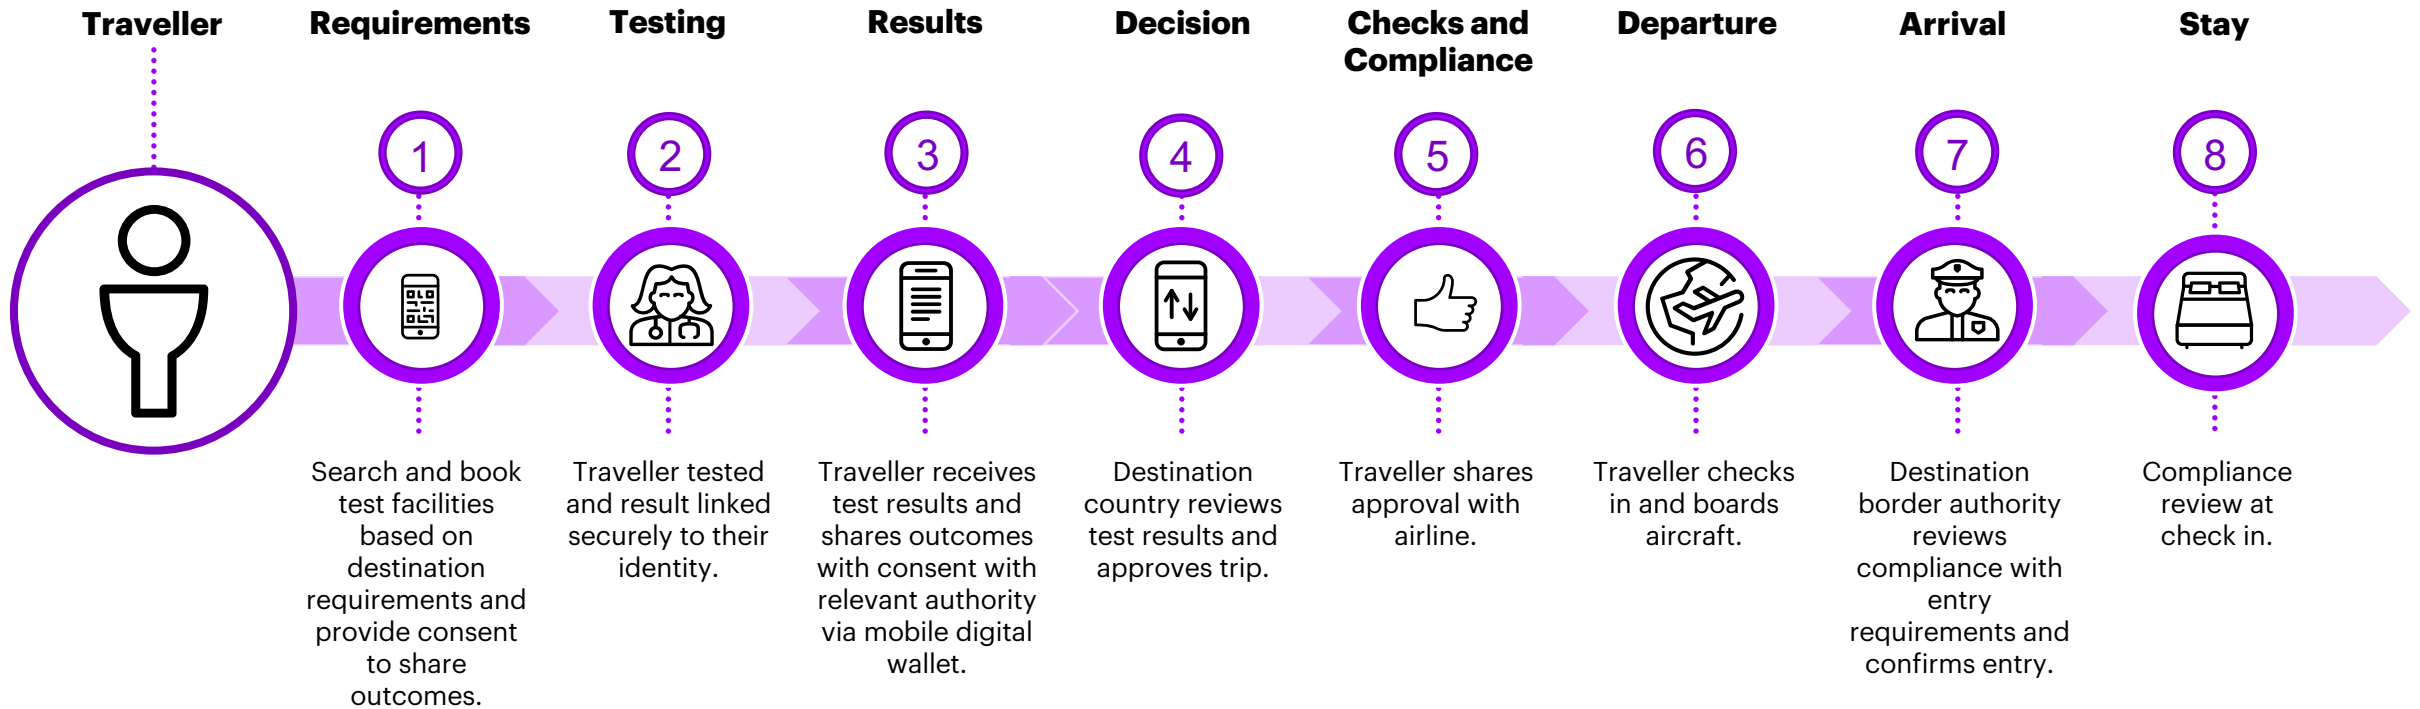 Traveller
Requirements
Testing
Results
Decision
Checks and
Compliance
Departure
Arrival
Stay
1
2
3
4
5
6
7
8
Search and book
test facilities
based on
destination
requirements and
provide consent
to share
outcomes.
Traveller tested
and result linked
securely to their
identity.
Traveller receives
test results and
shares outcomes
with consent with
relevant authority
via mobile digital
wallet.
Destination
country reviews
test results and
approves trip.
Traveller shares
approval with
airline.
Traveller checks
in and boards
aircraft.
Destination
border authority
reviews
compliance with
entry
requirements and
confirms entry.
Compliance
review at
check in.